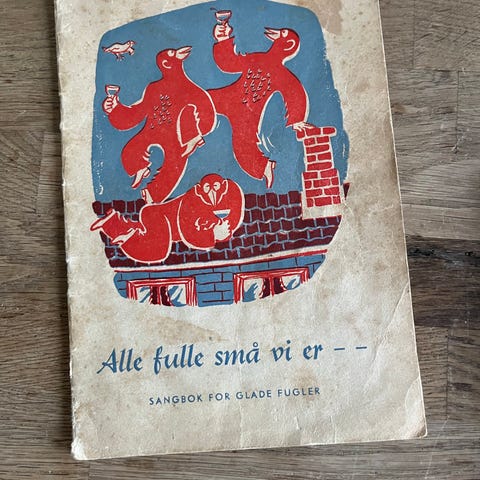 Alle fulle små vi er - -
SANGBOK FOR GLADE FUGLER